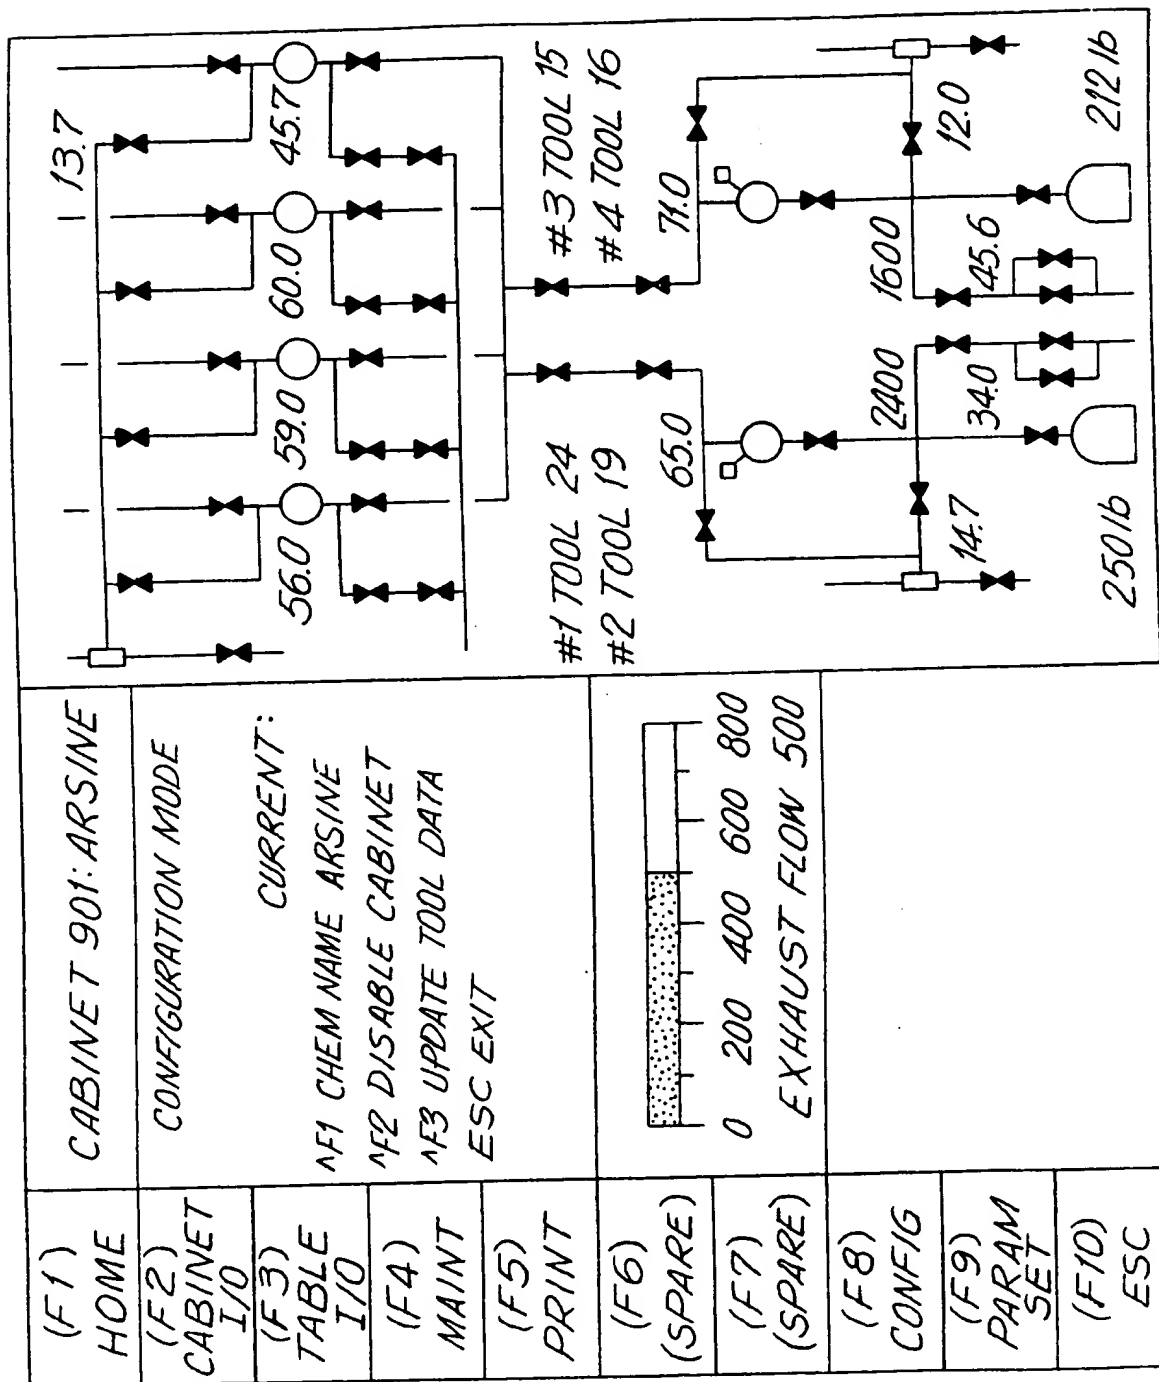 (F1)
HOME
(F2)
CABINET
I/O
(F3)
TABLE
I/O
(F4)
MAINT
(F5)
PRINT
(F6)
(SPARE)
(F7)
(SPARE)
(F8)
CONFIG
(F9)
PARAM
SET
(F10)
ESC
CABINET 901: ARSINE
CONFIGURATION MODE
CURRENT:
^F1 CHEM NAME ARSINE
^F2 DISABLE CABINET
^F3 UPDATE TOOL DATA
ESC EXIT
0 200 400 600 800
EXHAUST FLOW 500
13.7
56.0 59.0 60.0 45.7
#1 TOOL 24 #3 TOOL 15
#2 TOOL 19 #4 TOOL 16
65.0 71.0
2400 1600
14.7 34.0 45.6 12.0
250 lb 212 lb